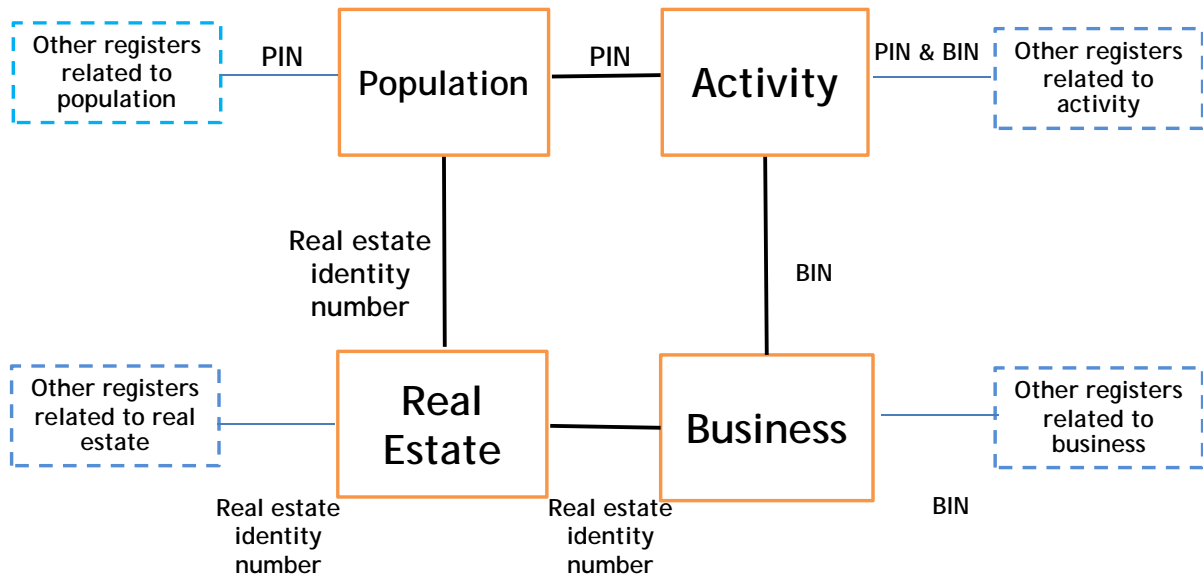 Other registers
related to
population
PIN
Population
PIN
Activity
PIN & BIN
Other registers
related to
activity
Real estate
identity
number
BIN
Other registers
related to real
estate
Real
Estate
Business
Other registers
related to
business
Real estate
identity
number
Real estate
identity
number
BIN